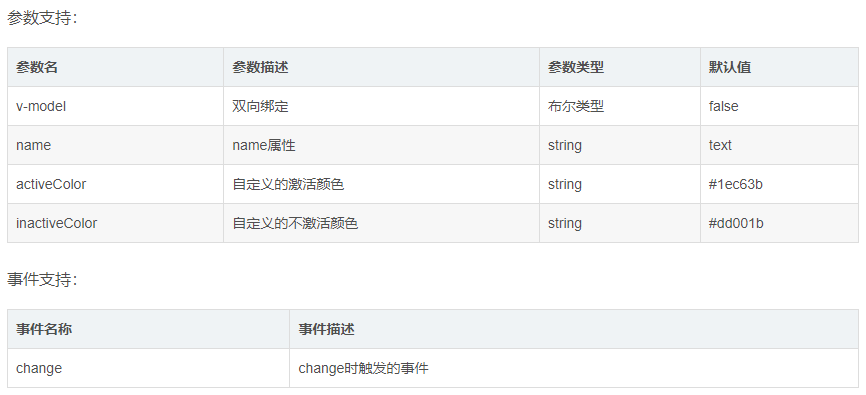 参数支持：
参数名 参数描述 参数类型 默认值
v-model 双向绑定 布尔类型 false
name name属性 string text
activeColor 自定义的激活颜色 string #1ec63b
inactiveColor 自定义的不激活颜色 string #dd001b
事件支持：
事件名称 事件描述
change change时触发的事件